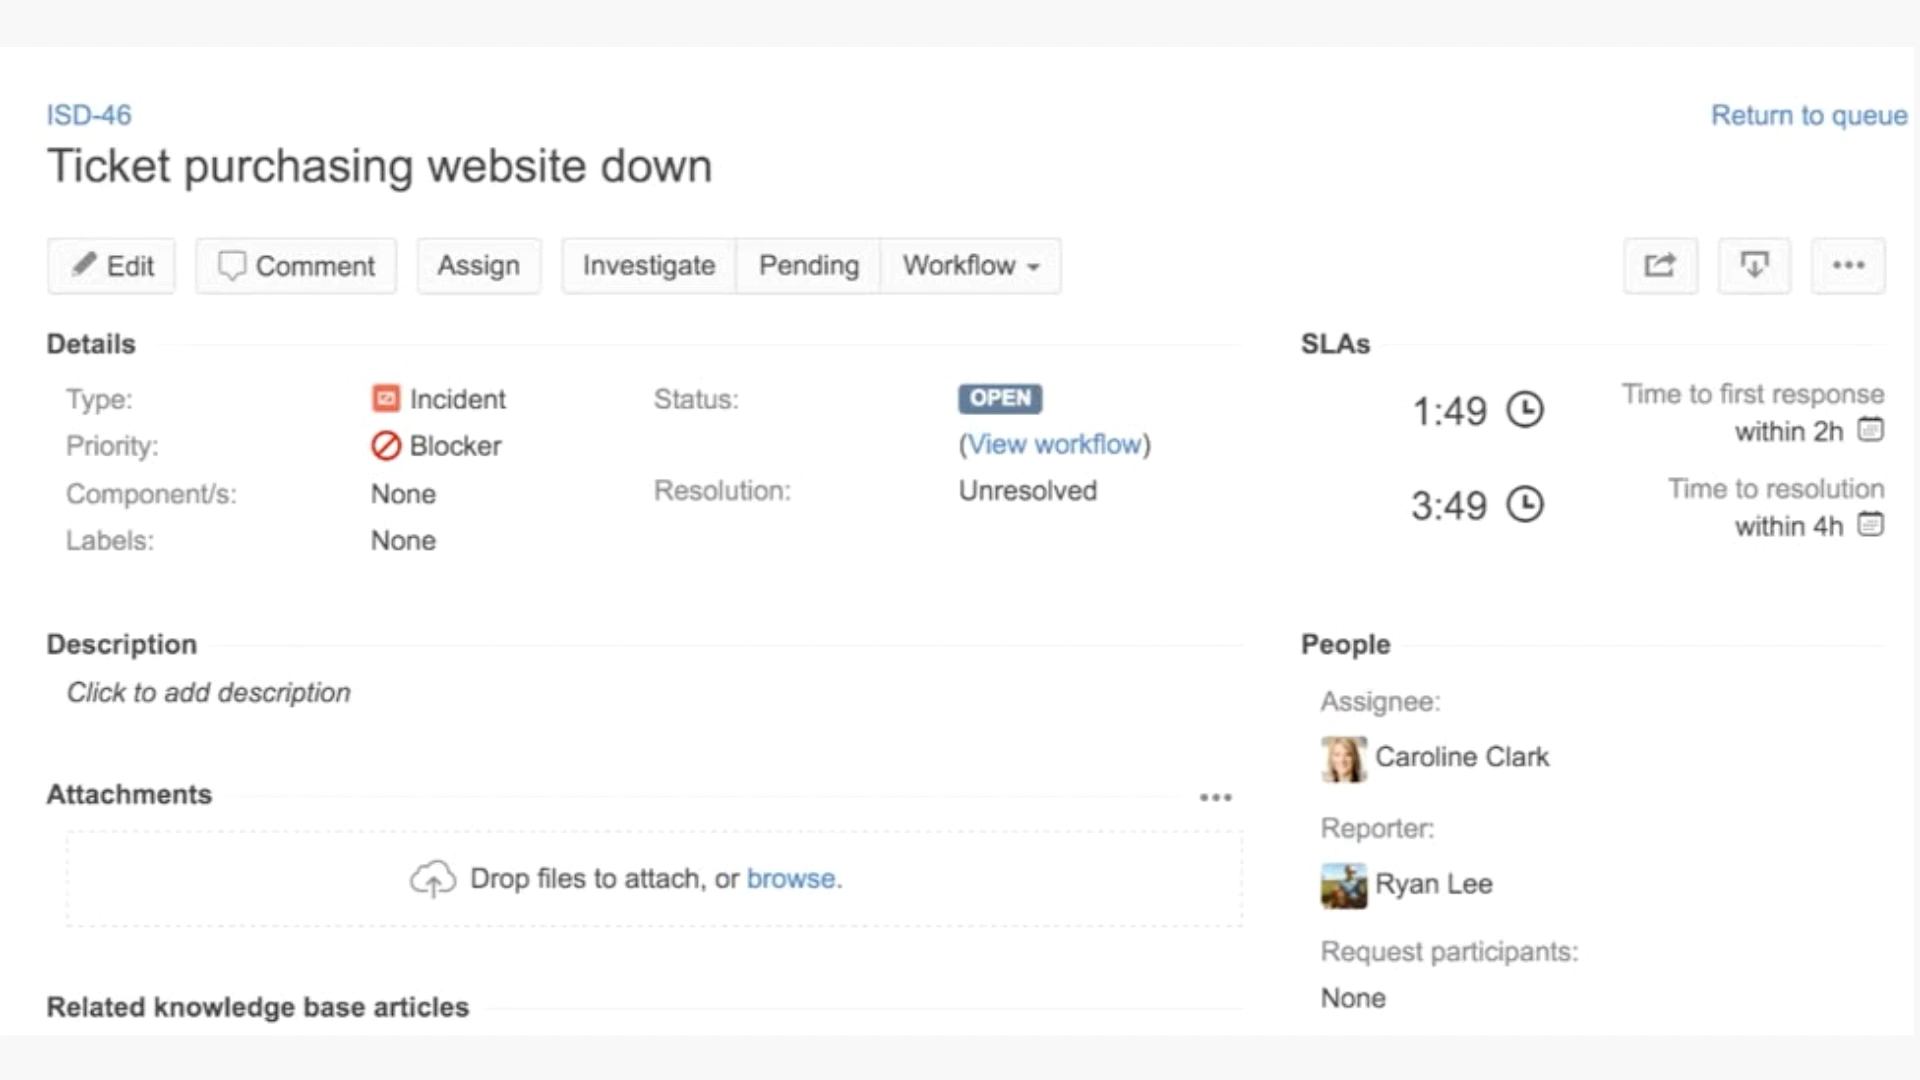 ISD-46
Return to queue
Ticket purchasing website down
Edit Comment Assign Investigate Pending Workflow
Details
Type: Incident Status: OPEN
Priority: Blocker (View workflow)
Component/s: None Resolution: Unresolved
Labels: None
SLAs
1:49 Time to first response
within 2h
3:49 Time to resolution
within 4h
Description
Click to add description
Attachments
Drop files to attach, or browse.
Related knowledge base articles
People
Assignee:
Caroline Clark
Reporter:
Ryan Lee
Request participants:
None